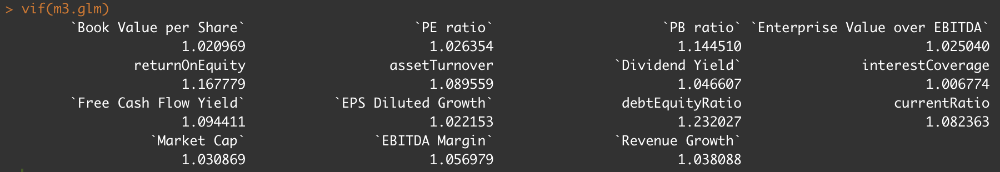 > vif(m3.glm)
`Book Value per Share` `PE ratio` `PB ratio` `Enterprise Value over EBITDA`
1.020969 1.026354 1.144510 1.025040
returnOnEquity assetTurnover `Dividend Yield` interestCoverage
1.167779 1.089559 1.046607 1.006774
`Free Cash Flow Yield` `EPS Diluted Growth` debtEquityRatio currentRatio
1.094411 1.022153 1.232027 1.082363
`Market Cap` `EBITDA Margin` `Revenue Growth`
1.030869 1.056979 1.038088